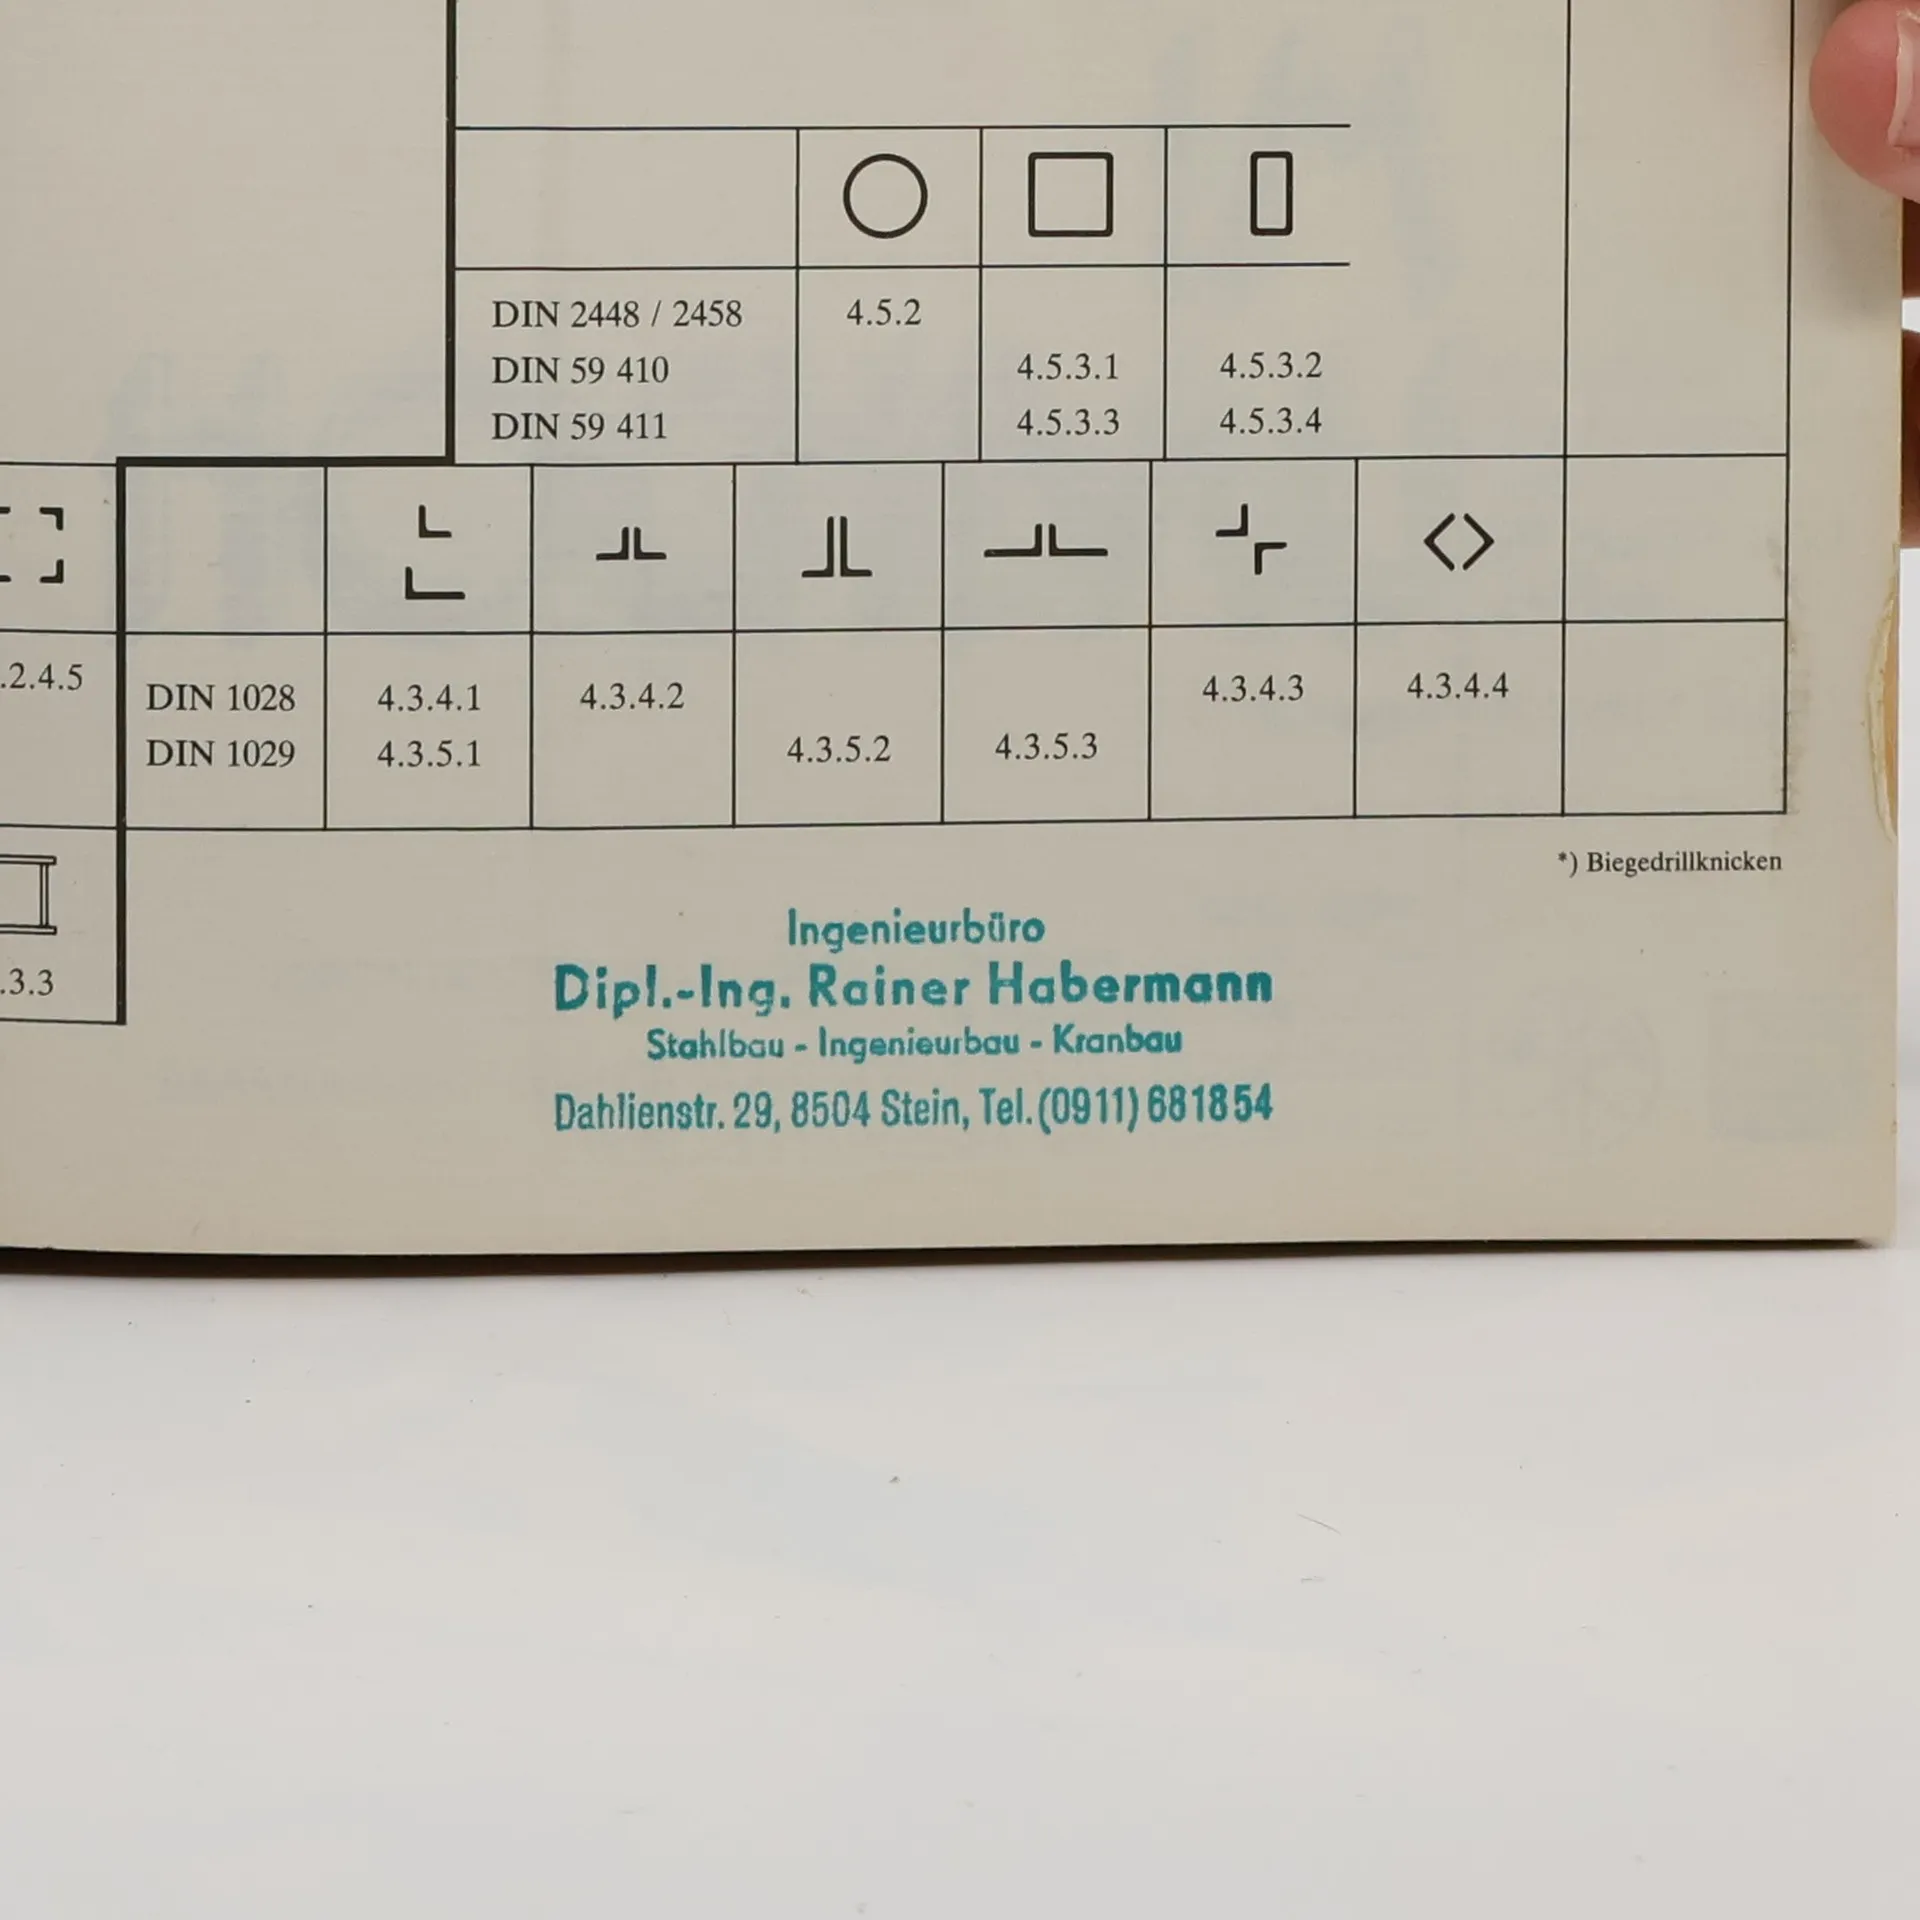 DIN 2448 / 2458 4.5.2
DIN 59 410 4.5.3.1 4.5.3.2
DIN 59 411 4.5.3.3 4.5.3.4
.2.4.5
DIN 1028 4.3.4.1 4.3.4.2 4.3.4.3 4.3.4.4
DIN 1029 4.3.5.1 4.3.5.2 4.3.5.3
*) Biegedrillknicken
.3.3
Ingenieurbüro
Dipl.-Ing. Rainer Habermann
Stahlbau - Ingenieurbau - Kranbau
Dahlienstr. 29, 8504 Stein, Tel. (0911) 681854